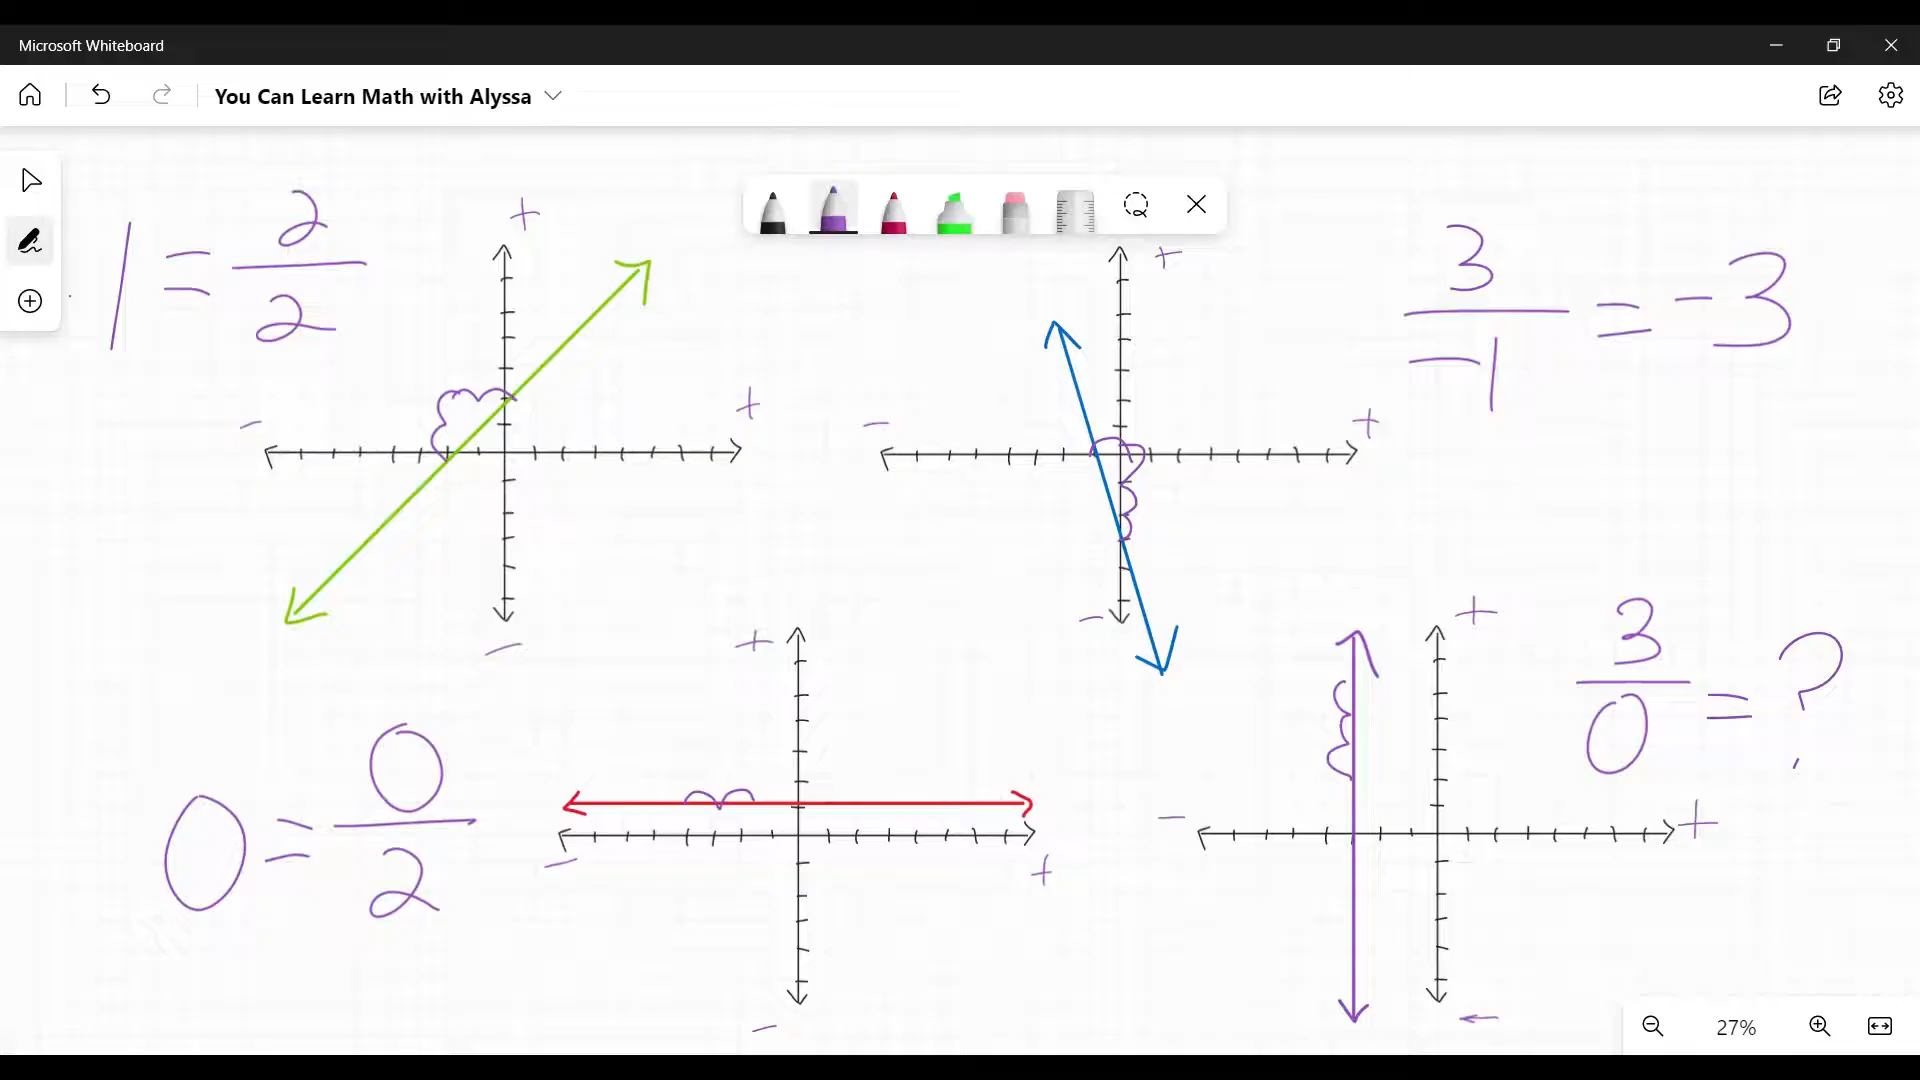 Microsoft Whiteboard
You Can Learn Math with Alyssa
+
1 = 2/2
- +
-
+
3/-1 = -3
- +
-
+
0 = 0/2
- +
-
+
3/0 = ?
- +
-
27%